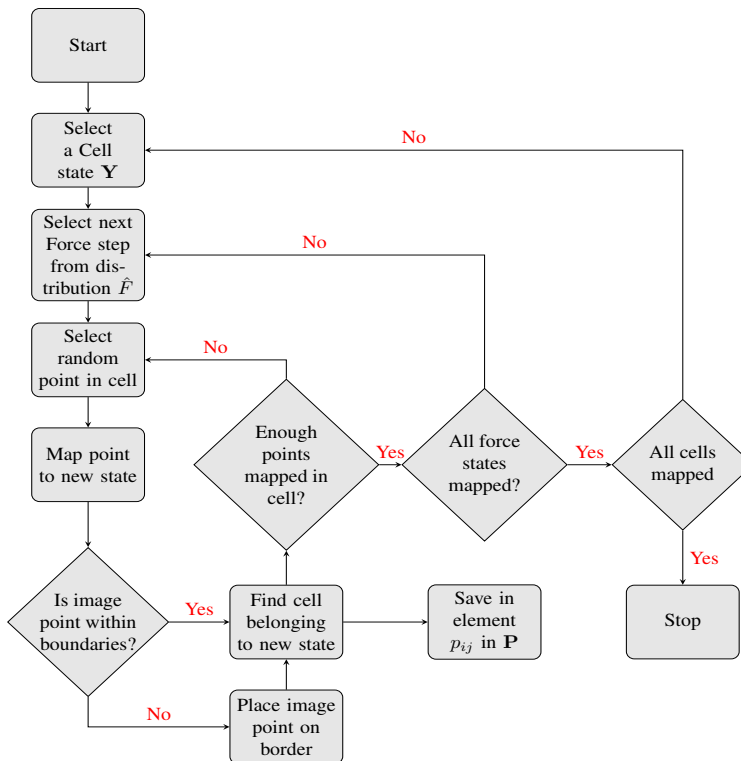 Start
Select
a Cell
state Y
No
Select next
Force step
from dis-
tribution F̂
No
Select
random
point in cell
No
Map point
to new state
Enough
points
mapped in
cell?
Yes
All force
states
mapped?
Yes
All cells
mapped
Yes
Is image
point within
boundaries?
Yes
Find cell
belonging
to new state
Save in
element
p_{ij} in P
Stop
No
Place image
point on
border